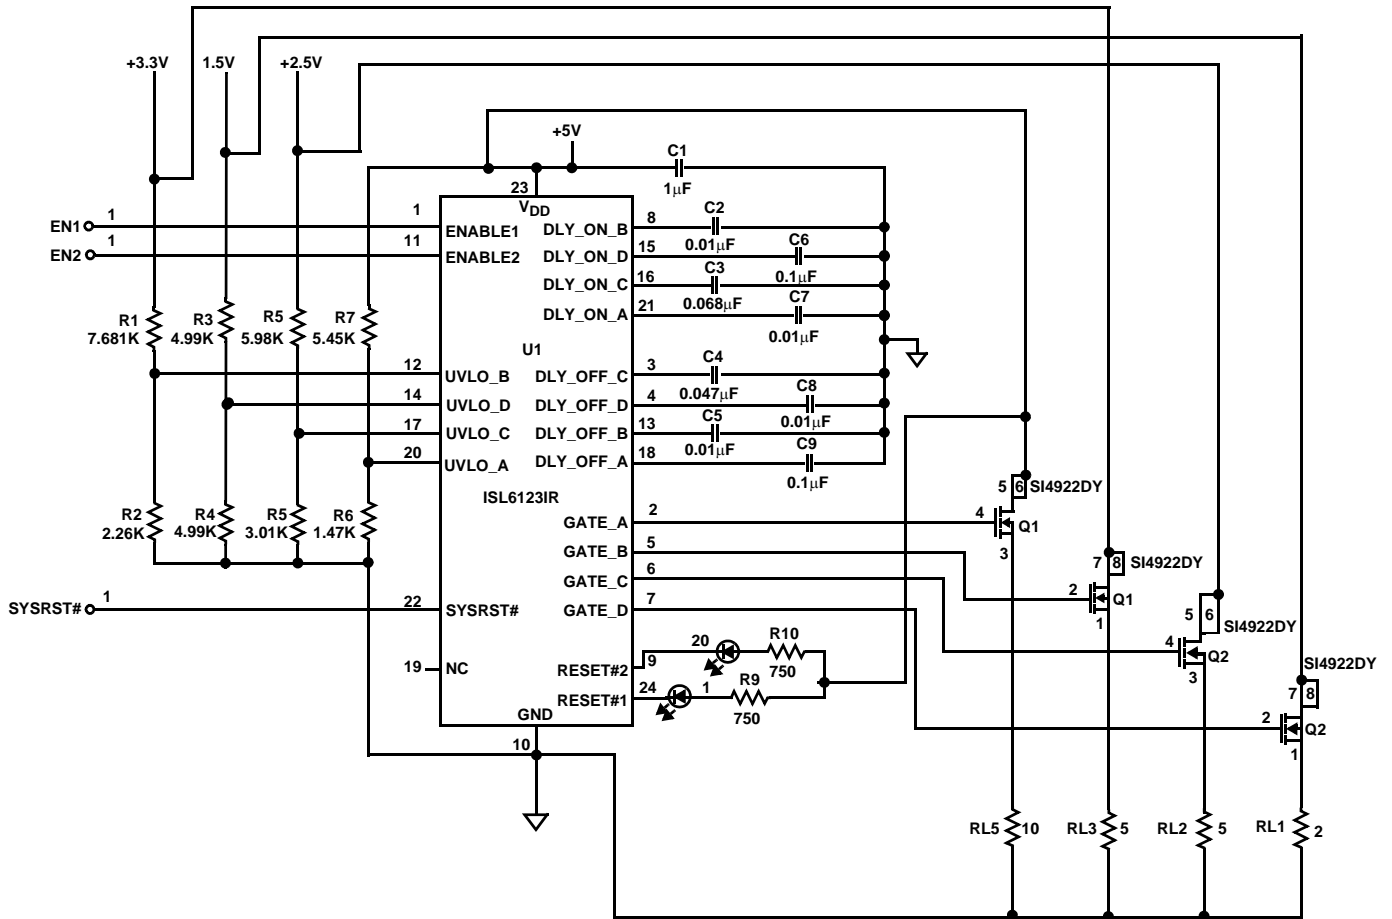 +3.3V 1.5V +2.5V
+5V
C1
1μF
23
VDD
EN1 1 1 ENABLE1
EN2 1 11 ENABLE2
DLY_ON_B 8 C2 0.01μF
DLY_ON_D 15 C6 0.1μF
DLY_ON_C 16 C3 0.068μF
DLY_ON_A 21 C7 0.01μF
R1 7.681K
R3 4.99K
R5 5.98K
R7 5.45K
U1
12 UVLO_B
14 UVLO_D
17 UVLO_C
20 UVLO_A
DLY_OFF_C 3 C4 0.047μF
DLY_OFF_D 4 C8 0.01μF
DLY_OFF_B 13 C5 0.01μF
DLY_OFF_A 18 C9 0.1μF
ISL6123IR
R2 2.26K
R4 4.99K
R5 3.01K
R6 1.47K
GATE_A 2
GATE_B 5
GATE_C 6
GATE_D 7
5 6 SI4922DY
4 Q1
3
7 8 SI4922DY
2 Q1
1
5 6 SI4922DY
4 Q2
3
SI4922DY
7 8
2 Q2
1
SYSRST# 1 22 SYSRST#
19 NC
RESET#2 9 20 R10 750
RESET#1 24 1 R9 750
GND
10
RL5 10 RL3 5 RL2 5 RL1 2